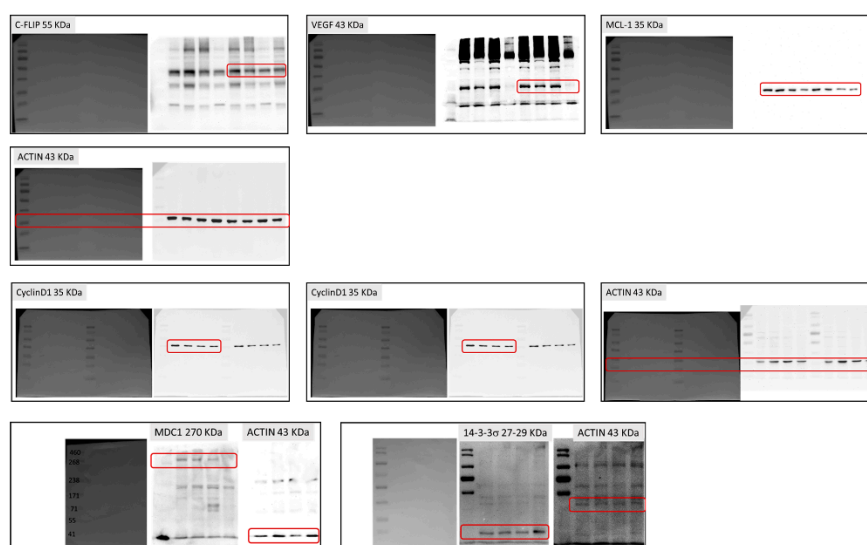 C-FLIP 55 KDa
VEGF 43 KDa
MCL-1 35 KDa
ACTIN 43 KDa
CyclinD1 35 KDa
CyclinD1 35 KDa
ACTIN 43 KDa
MDC1 270 KDa
ACTIN 43 KDa
14-3-3σ 27-29 KDa
ACTIN 43 KDa
460
268
238
171
71
55
41